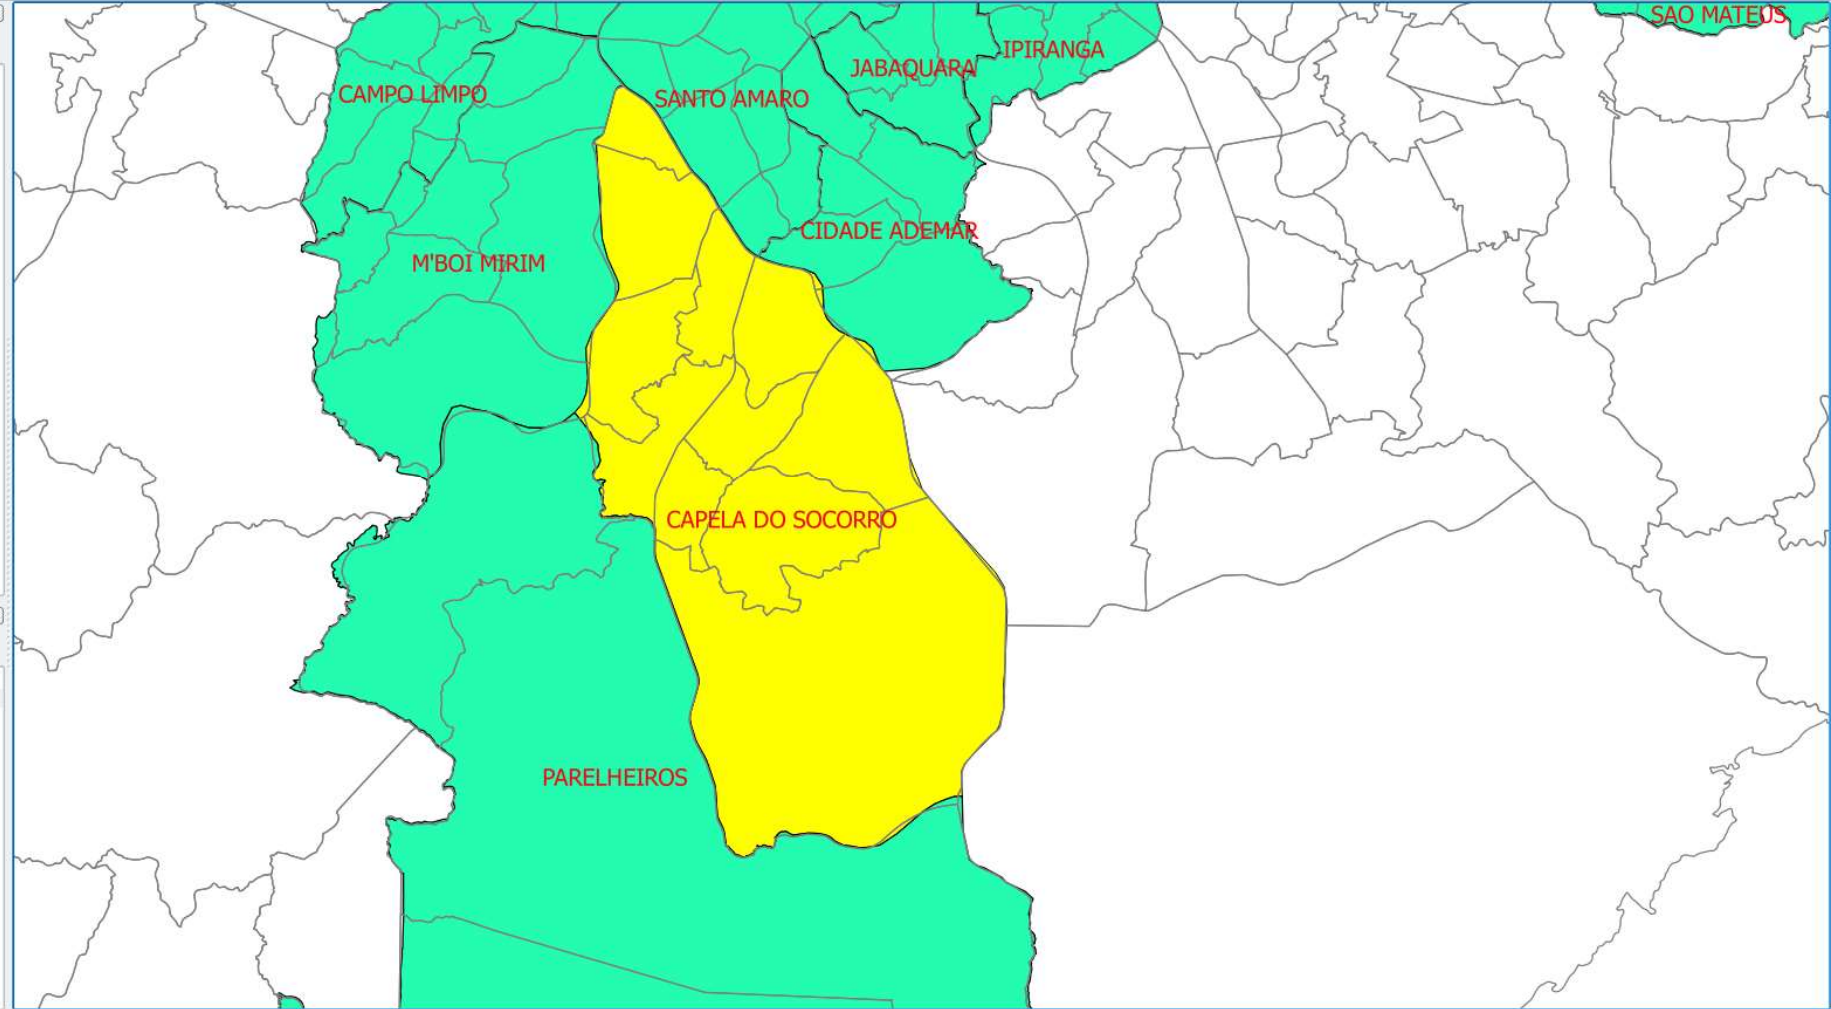 SAO MATEUS
IPIRANGA
JABAQUARA
CAMPO LIMPO
SANTO AMARO
CIDADE ADEMAR
M'BOI MIRIM
CAPELA DO SOCORRO
PARELHEIROS